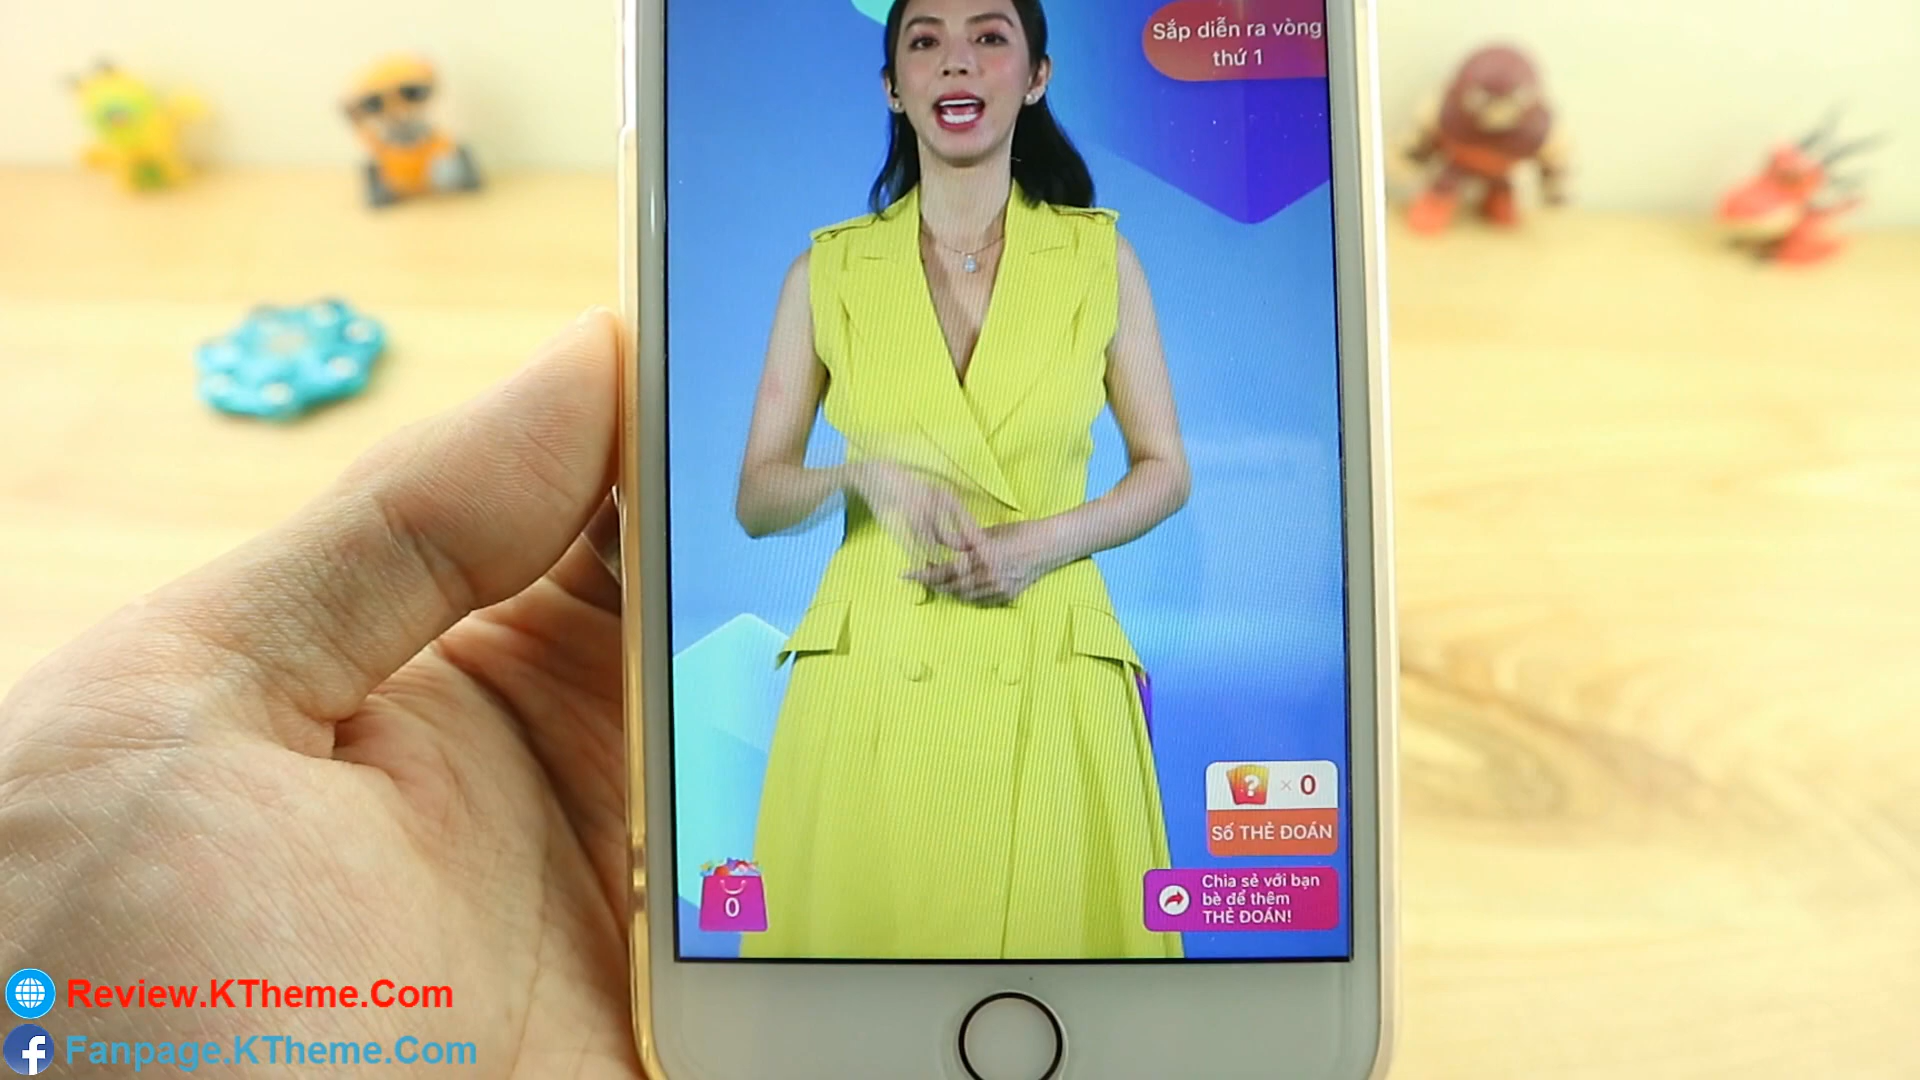 Sắp diễn ra vòng
thứ 1
? × 0
Số THẺ ĐOÁN
Chia sẻ với bạn
bè để thêm
THẺ ĐOÁN!
0
Review.KTheme.Com
f Fanpage.KTheme.Com